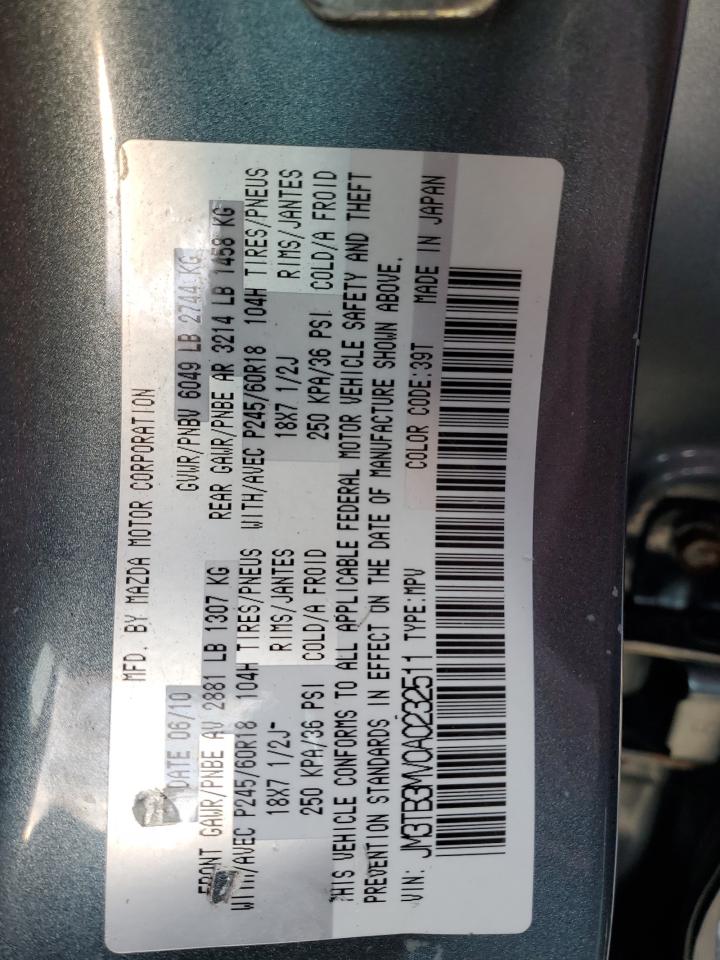 MFD. BY MAZDA MOTOR CORPORATION
DATE 06/10 GVWR/PNBV 6049 LB 2744 KG
FRONT GAWR/PNBE AV 2881 LB 1307 KG REAR GAWR/PNBE AR 3214 LB 1458 KG
WITH/AVEC P245/60R18 104H TIRES/PNEUS WITH/AVEC P245/60R18 104H TIRES/PNEUS
18X7 1/2J RIMS/JANTES 18X7 1/2J RIMS/JANTES
250 KPA/36 PSI COLD/A FROID 250 KPA/36 PSI COLD/A FROID
THIS VEHICLE CONFORMS TO ALL APPLICABLE FEDERAL MOTOR VEHICLE SAFETY AND THEFT
PREVENTION STANDARDS IN EFFECT ON THE DATE OF MANUFACTURE SHOWN ABOVE.
VIN: JM3TB3MV0A0232511 TYPE:MPV COLOR CODE:39T MADE IN JAPAN